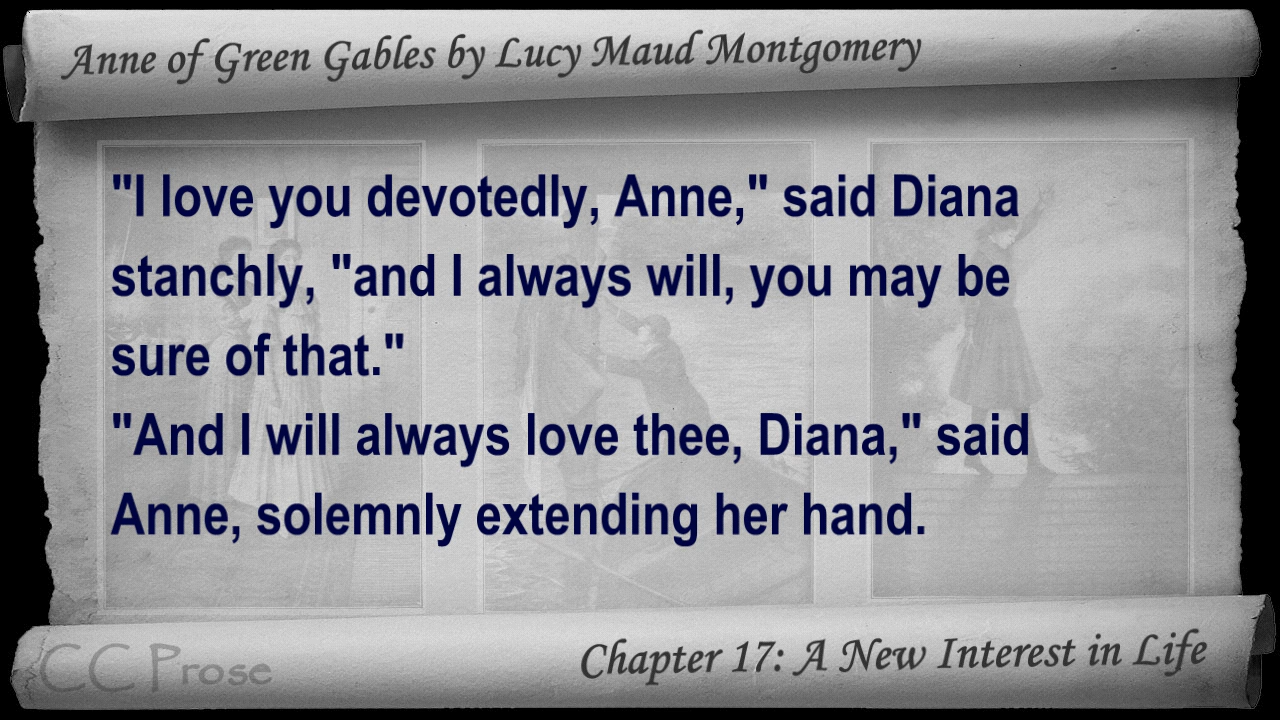 Anne of Green Gables by Lucy Maud Montgomery
"I love you devotedly, Anne," said Diana
stanchly, "and I always will, you may be
sure of that."
"And I will always love thee, Diana," said
Anne, solemnly extending her hand.
CC Prose
Chapter 17: A New Interest in Life